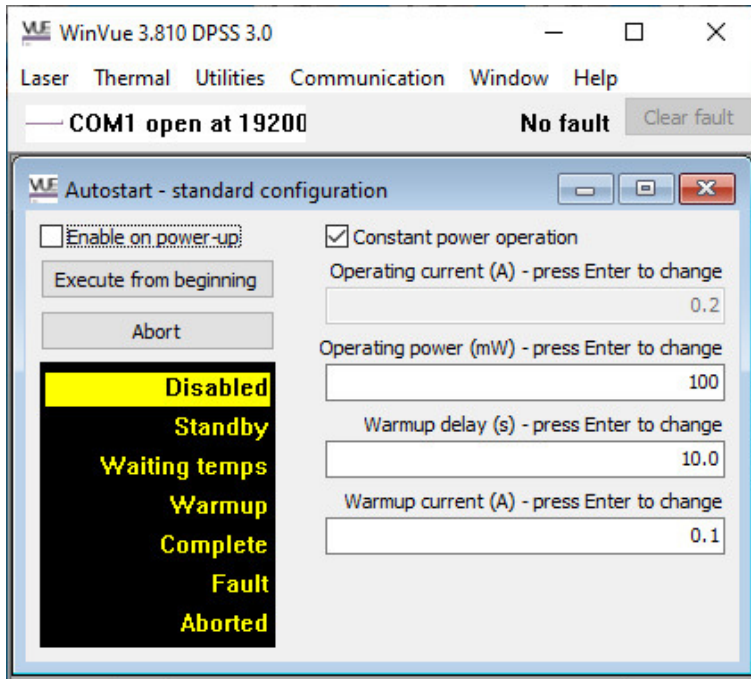 VUE WinVue 3.810 DPSS 3.0
Laser Thermal Utilities Communication Window Help
COM1 open at 19200 No fault Clear fault
VUE Autostart - standard configuration
Enable on power-up
Execute from beginning
Abort
Disabled
Standby
Waiting temps
Warmup
Complete
Fault
Aborted
Constant power operation
Operating current (A) - press Enter to change
0.2
Operating power (mW) - press Enter to change
100
Warmup delay (s) - press Enter to change
10.0
Warmup current (A) - press Enter to change
0.1